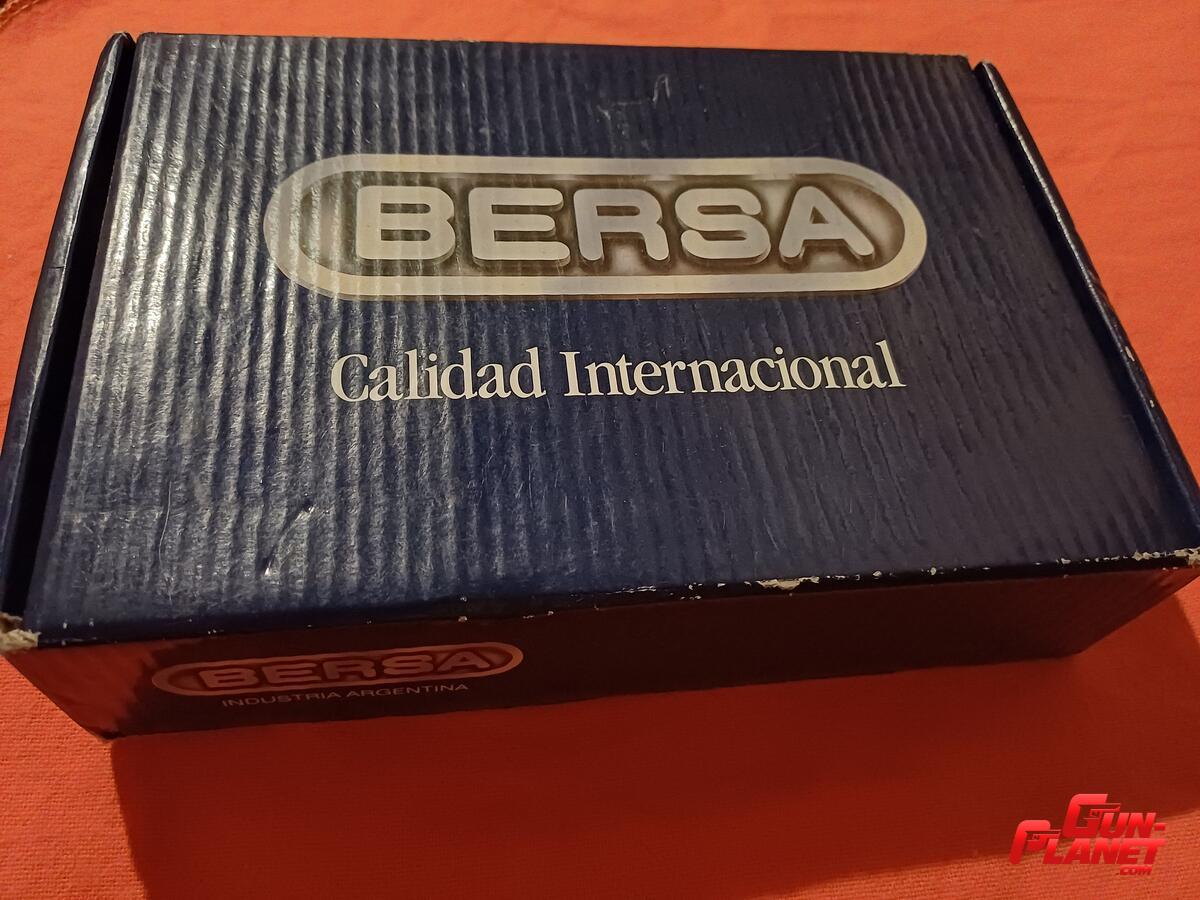 BERSA
Calidad Internacional
BERSA
INDUSTRIA ARGENTINA
GUN-
PLANET
.COM